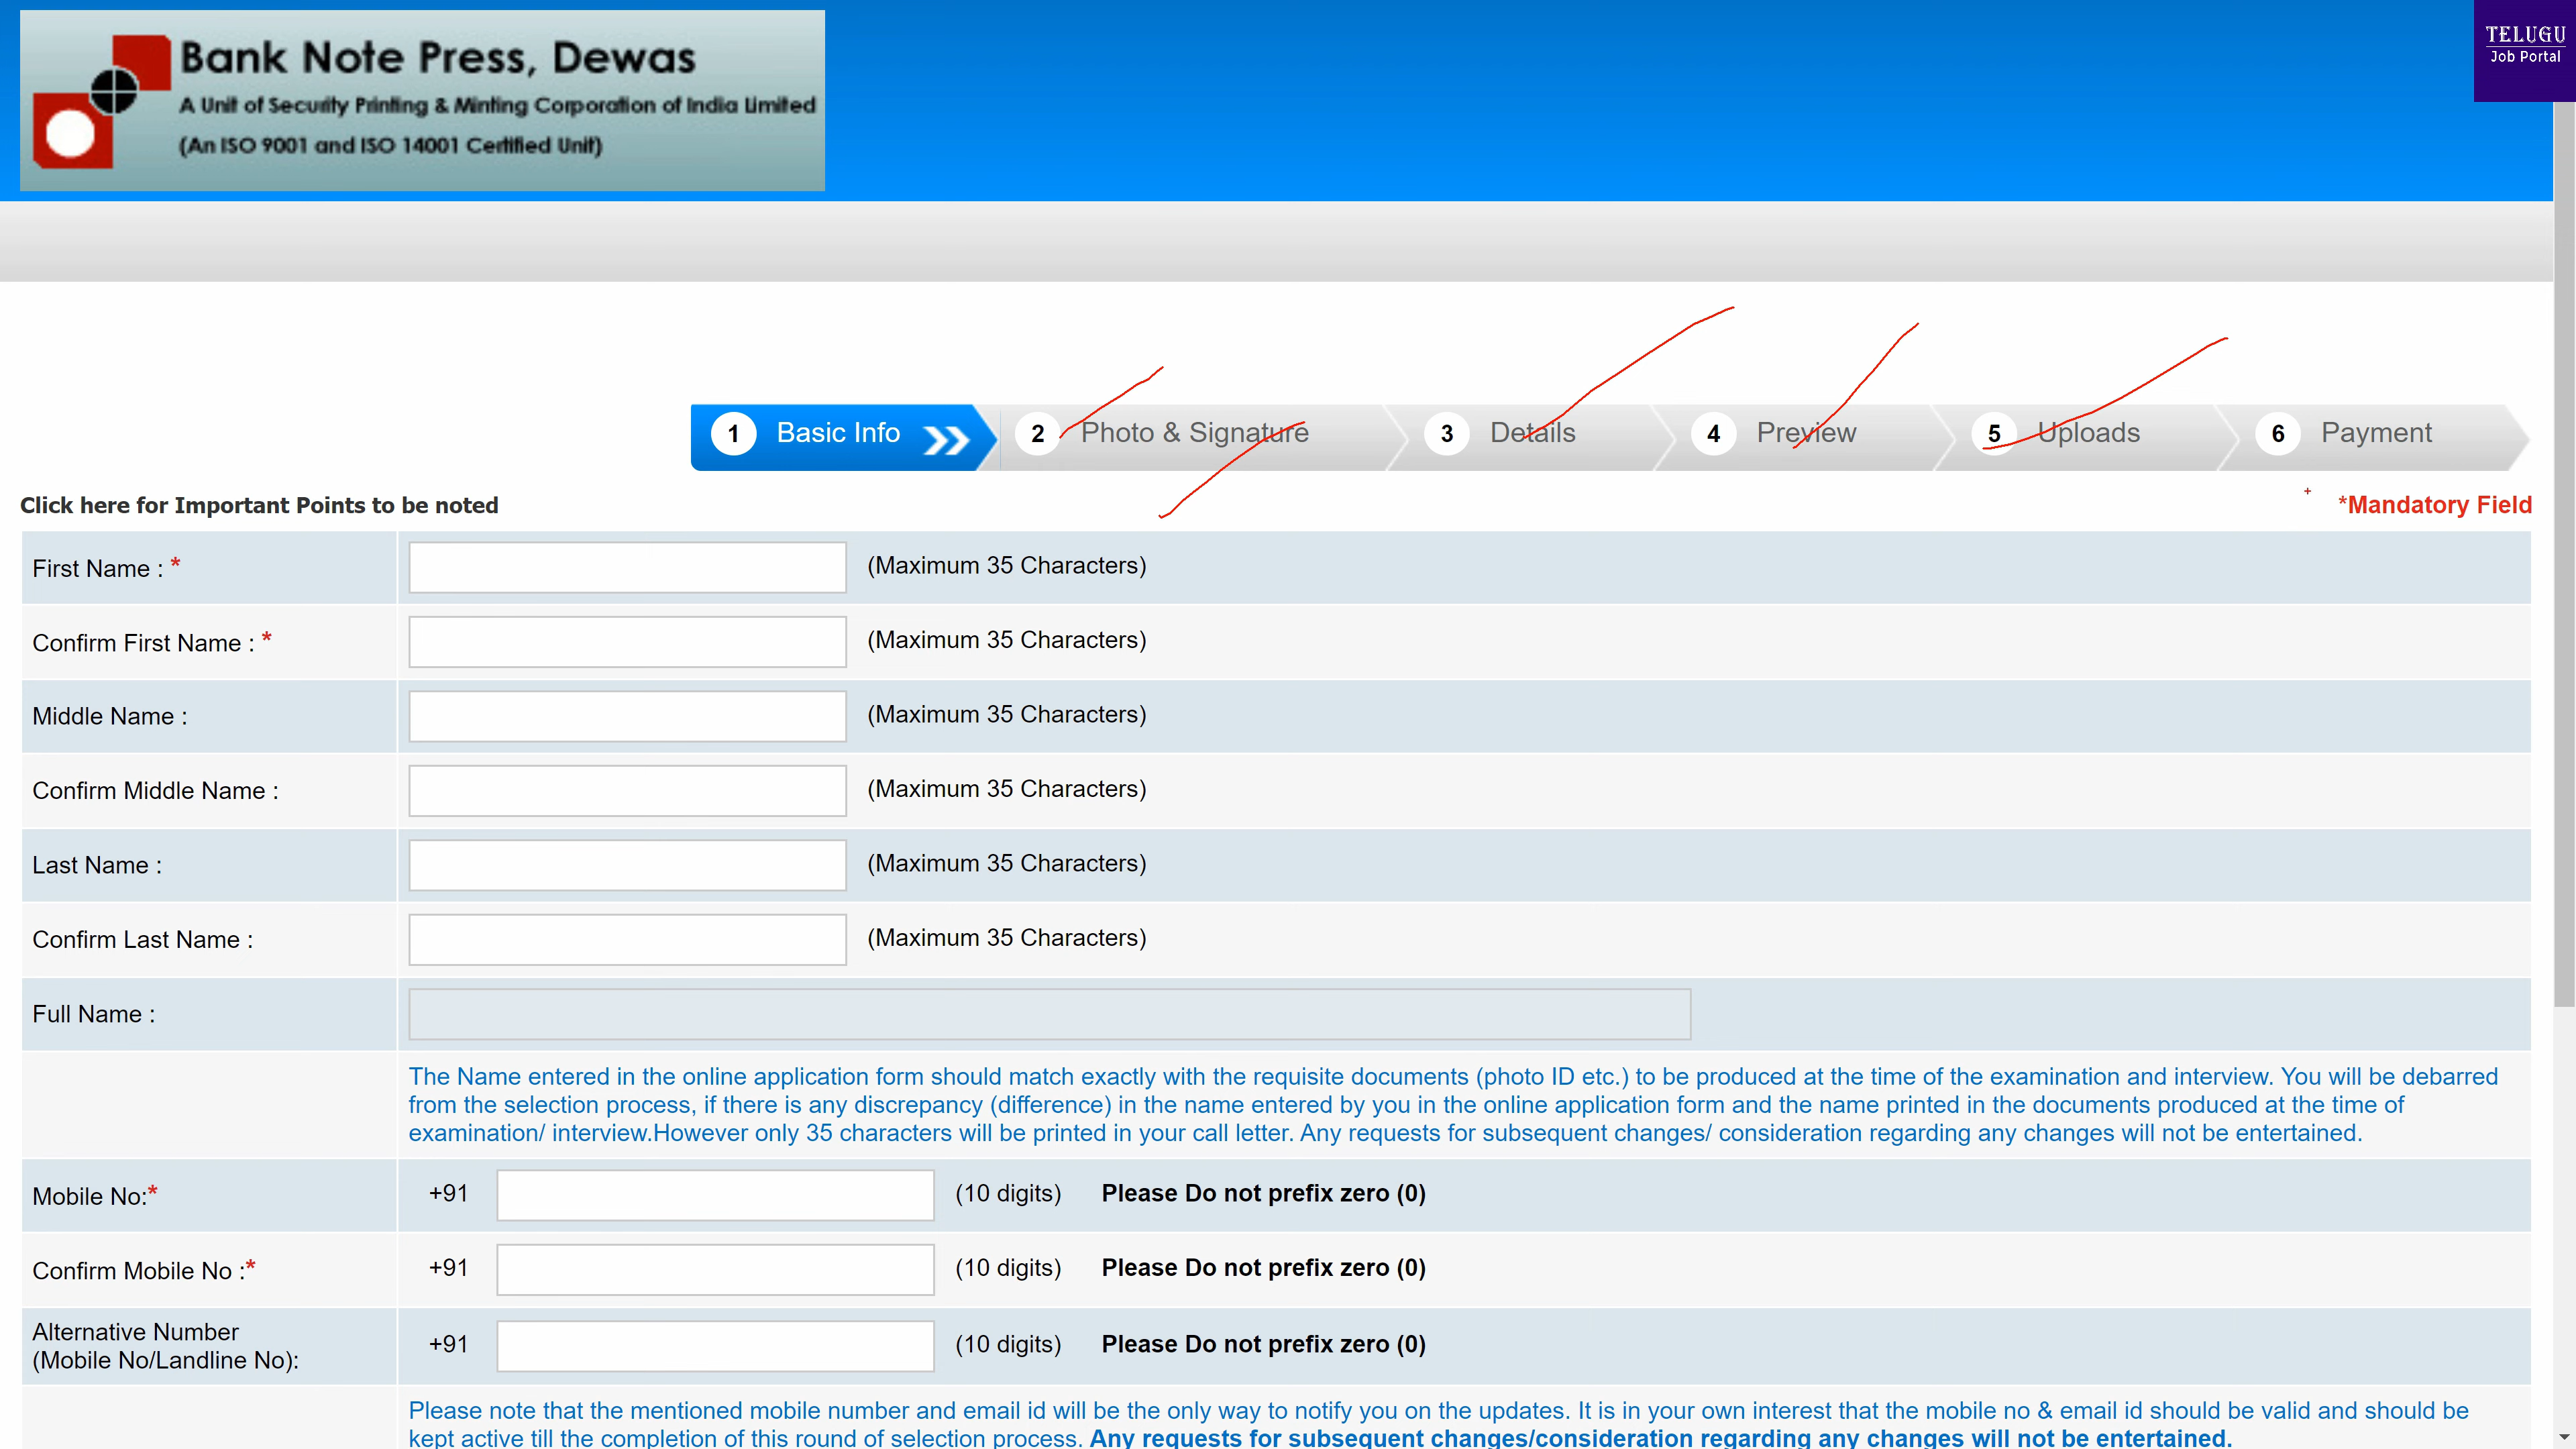 Bank Note Press, Dewas
A Unit of Security Printing & Minting Corporation of India Limited
(An ISO 9001 and ISO 14001 Certified Unit)
TELUGU
Job Portal
1 Basic Info
2 Photo & Signature
3 Details
4 Preview
5 Uploads
6 Payment
Click here for Important Points to be noted
*Mandatory Field
First Name : * (Maximum 35 Characters)
Confirm First Name : * (Maximum 35 Characters)
Middle Name : (Maximum 35 Characters)
Confirm Middle Name : (Maximum 35 Characters)
Last Name : (Maximum 35 Characters)
Confirm Last Name : (Maximum 35 Characters)
Full Name :
The Name entered in the online application form should match exactly with the requisite documents (photo ID etc.) to be produced at the time of the examination and interview. You will be debarred
from the selection process, if there is any discrepancy (difference) in the name entered by you in the online application form and the name printed in the documents produced at the time of
examination/ interview.However only 35 characters will be printed in your call letter. Any requests for subsequent changes/ consideration regarding any changes will not be entertained.
Mobile No:* +91 (10 digits) Please Do not prefix zero (0)
Confirm Mobile No :* +91 (10 digits) Please Do not prefix zero (0)
Alternative Number
(Mobile No/Landline No): +91 (10 digits) Please Do not prefix zero (0)
Please note that the mentioned mobile number and email id will be the only way to notify you on the updates. It is in your own interest that the mobile no & email id should be valid and should be
kept active till the completion of this round of selection process. Any requests for subsequent changes/consideration regarding any changes will not be entertained.